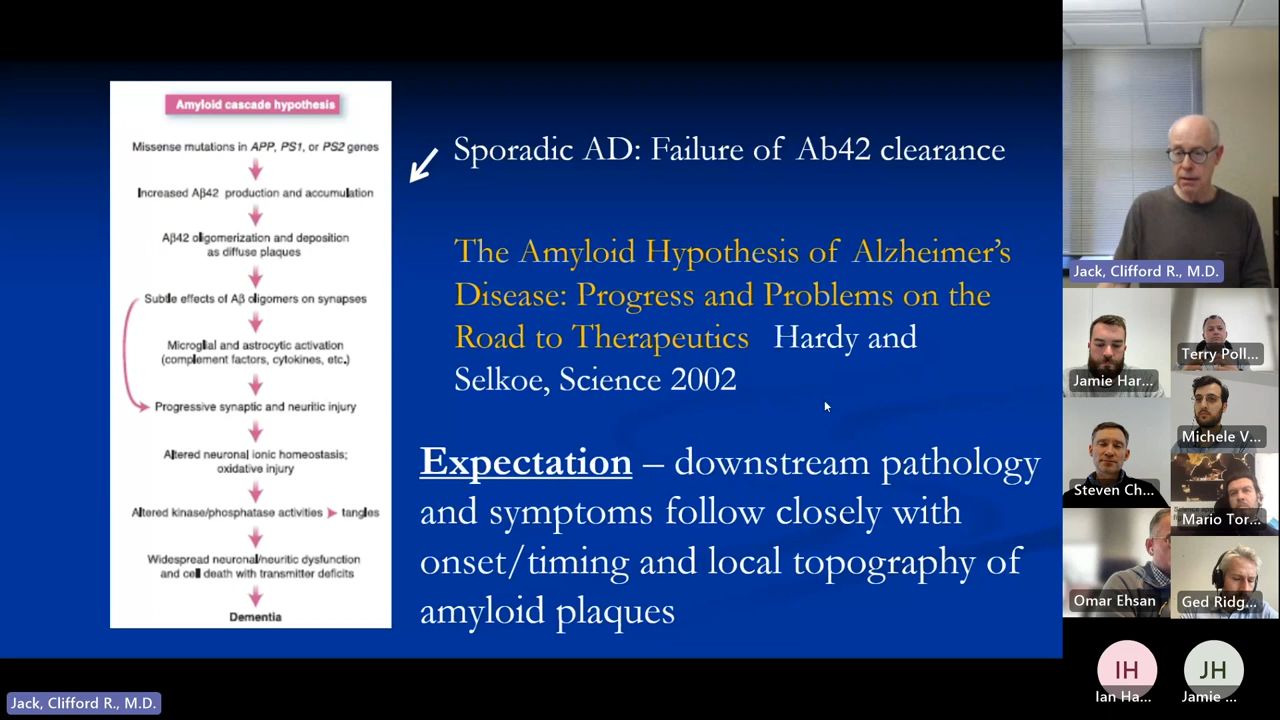 Amyloid cascade hypothesis
Missense mutations in APP, PS1, or PS2 genes
Increased Aβ42 production and accumulation
Aβ42 oligomerization and deposition
as diffuse plaques
Subtle effects of Aβ oligomers on synapses
Microglial and astrocytic activation
(complement factors, cytokines, etc.)
Progressive synaptic and neuritic injury
Altered neuronal ionic homeostasis;
oxidative injury
Altered kinase/phosphatase activities ➤ tangles
Widespread neuronal/neuritic dysfunction
and cell death with transmitter deficits
Dementia
Sporadic AD: Failure of Ab42 clearance
The Amyloid Hypothesis of Alzheimer’s
Disease: Progress and Problems on the
Road to Therapeutics Hardy and
Selkoe, Science 2002
Expectation – downstream pathology
and symptoms follow closely with
onset/timing and local topography of
amyloid plaques
Jack, Clifford R., M.D.
Jamie Har...
Terry Poll...
Michele V...
Steven Ch...
Mario Tor...
Omar Ehsan
Ged Ridg...
IH
Ian Ha...
JH
Jamie ...
Jack, Clifford R., M.D.